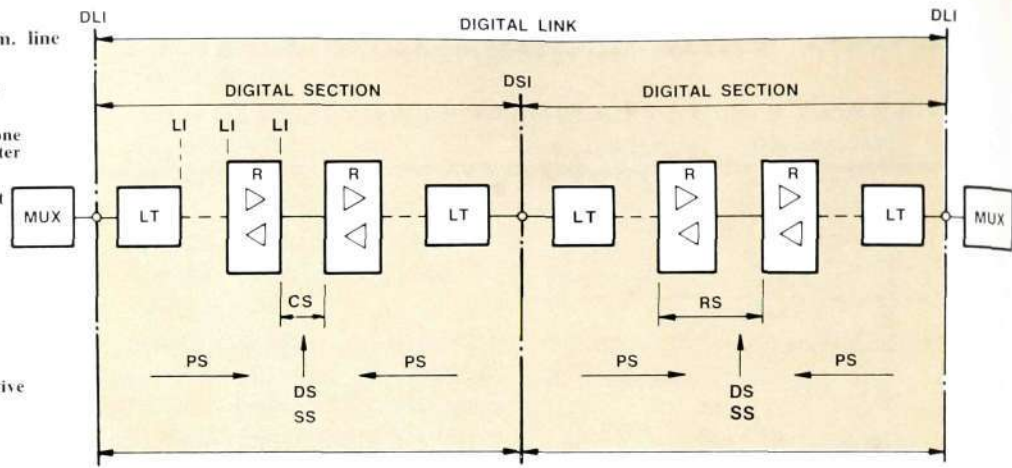 DLI
DLI
DIGITAL LINK
m. line
DSI
DIGITAL SECTION
DIGITAL SECTION
LI LI LI
one
ter
R R R R
t
MUX LT LT LT LT MUX
CS RS
PS PS PS PS
DS DS
SS SS
ive